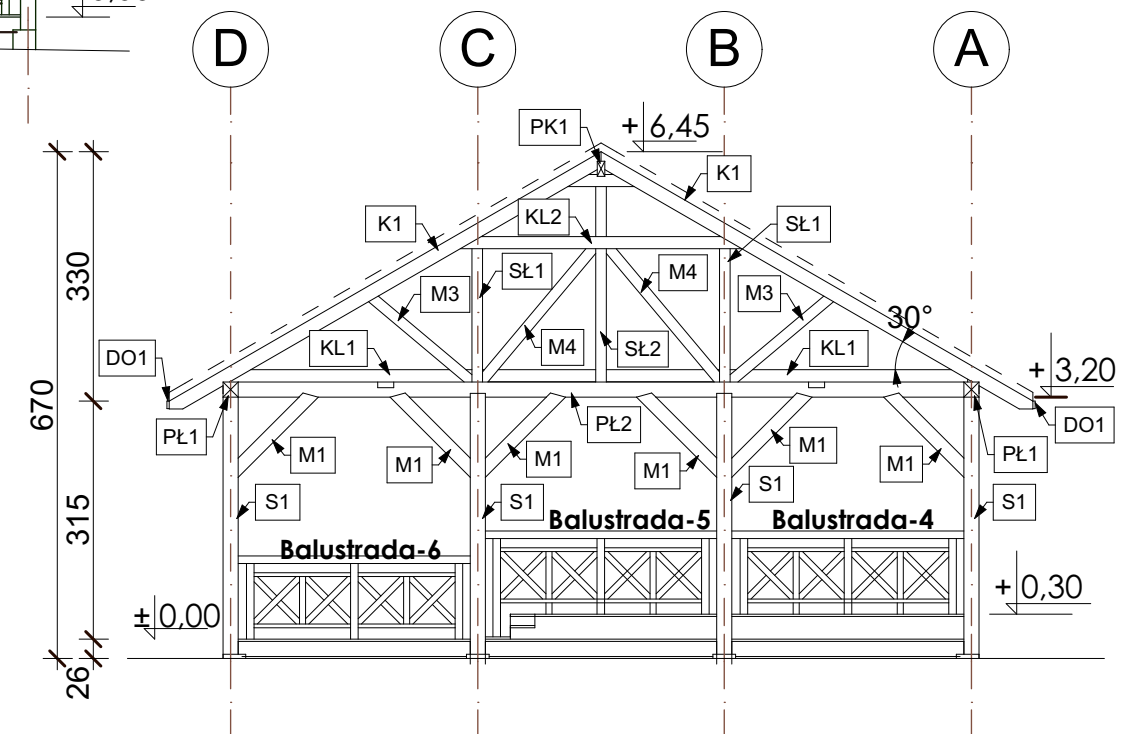 D C B A
PK1 + 6,45
K1
K1 KL2 SŁ1
SŁ1 M4
M3 M3
330
30°
KL1 M4 SŁ2 KL1
DO1 + 3,20
670
PŁ1 PŁ2 DO1
M1 M1 M1 M1 M1 M1 PŁ1
S1 S1 S1 S1
315
Balustrada-6 Balustrada-5 Balustrada-4
± 0,00 + 0,30
26